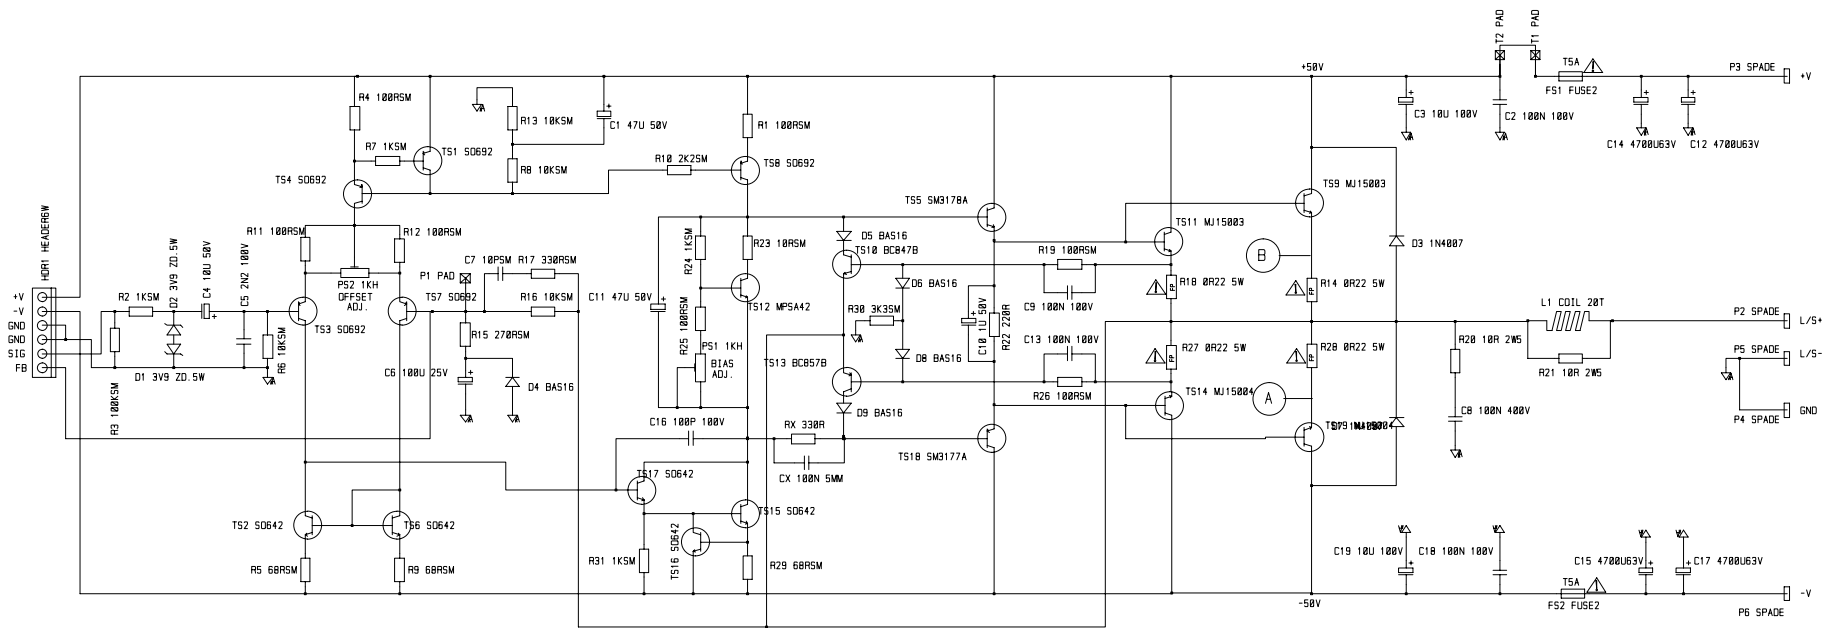 T2 PAD
T1 PAD
+50V
T5A
FS1 FUSE2
P3 SPADE
+V
R4 100RSM
R13 10KSM
C1 47U 50V
R1 100RSM
C3 10U 100V
C2 100N 100V
C14 4700U63V
C12 4700U63V
R7 1KSM
TS1 SO692
R8 10KSM
R10 2K2SM
TS8 SO692
TS4 SO692
TS9 MJ15003
TS5 SM3178A
TS11 MJ15003
HDR1 HEADER6W
R11 100RSM
R12 100RSM
D5 BAS16
TS10 BC847B
R19 100RSM
B
D3 1N4007
D2 3V9 ZD.5W
C4 10U 50V
C5 2N2 100V
C7 10PSM
R17 330RSM
R24 1KSM
R23 10RSM
P1 PAD
PS2 1KH
OFFSET
ADJ.
TS7 SO692
R16 10KSM
C11 47U 50V
TS12 MPSA42
D6 BAS16
C9 100N 100V
R18 0R22 5W
R14 0R22 5W
FP
FP
+V
-V
GND
GND
SIG
FB
R2 1KSM
TS3 SO692
R30 3K3SM
C10 1U 50V
R22 220R
L1 COIL 20T
P2 SPADE
L/S+
R15 270RSM
R25 100RSM
PS1 1KH
BIAS
ADJ.
C13 100N 100V
R27 0R22 5W
R28 0R22 5W
FP
FP
R20 10R 2W5
P5 SPADE
L/S-
R6 10KSM
D1 3V9 ZD.5W
C6 100U 25V
D4 BAS16
TS13 BC857B
D8 BAS16
R26 100RSM
TS14 MJ15004
A
R21 10R 2W5
R3 100KSM
D9 BAS16
C16 100P 100V
RX 330R
C8 100N 400V
P4 SPADE
GND
TS18 SM3177A
CX 100N 5MM
TS17 SO642
TS2 SO642
TS6 SO642
TS15 SO642
TS16 SO642
R31 1KSM
R29 68RSM
R5 68RSM
R9 68RSM
C19 10U 100V
C18 100N 100V
C15 4700U63V
C17 4700U63V
-50V
T5A
FS2 FUSE2
-V
P6 SPADE